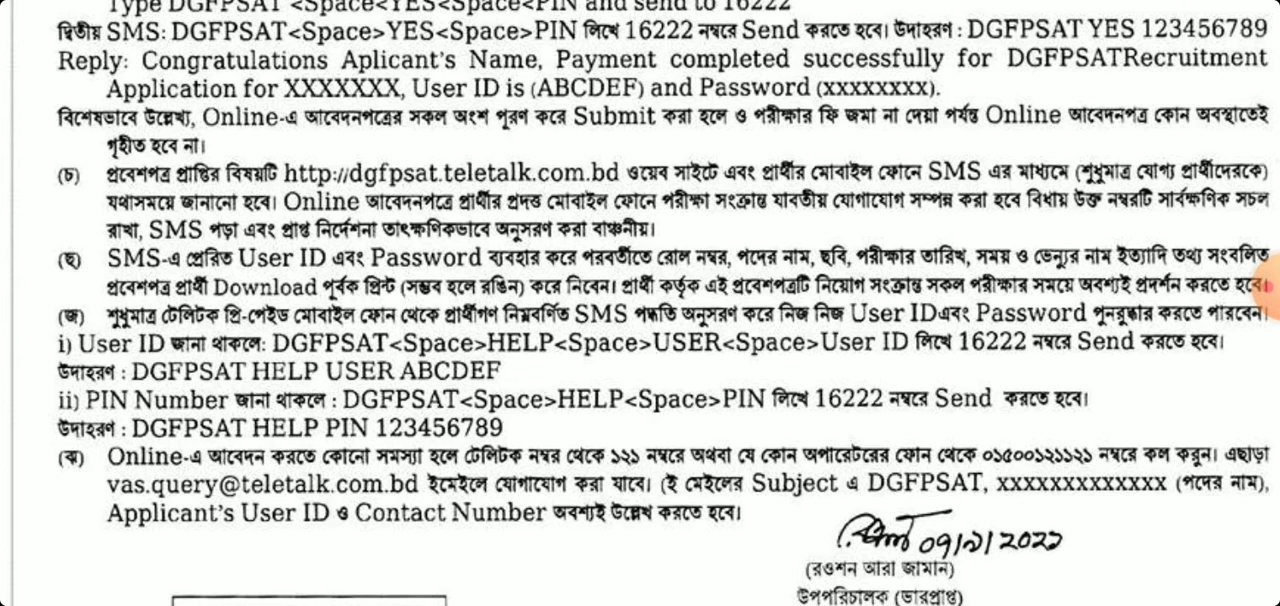 Type DGFPSAT <Space<YES<Space<PIN and send to 16222
দ্বিতীয় SMS: DGFPSAT<Space>YES<Space>PIN লিখে 16222 নম্বরে Send করতে হবে। উদাহরণ : DGFPSAT YES 123456789
Reply: Congratulations Aplicant's Name, Payment completed successfully for DGFPSATRecruitment
Application for XXXXXXX, User ID is (ABCDEF) and Password (xxxxxxxx).
বিশেষভাবে উল্লেখ্য, Online-এ আবেদনপত্রের সকল অংশ পূরণ করে Submit করা হলে ও পরীক্ষার ফি জমা না দেয়া পর্যন্ত Online আবেদনপত্র কোন অবস্থাতেই
গৃহীত হবে না।
(চ) প্রবেশপত্র প্রাপ্তির বিষয়টি http://dgfpsat.teletalk.com.bd ওয়েব সাইটে এবং প্রার্থীর মোবাইল ফোনে SMS এর মাধ্যমে (শুধুমাত্র যোগ্য প্রার্থীদেরকে)
যথাসময়ে জানানো হবে। Online আবেদনপত্রে প্রার্থীর প্রদত্ত মোবাইল ফোনে পরীক্ষা সংক্রান্ত যাবতীয় যোগাযোগ সম্পন্ন করা হবে বিধায় উক্ত নম্বরটি সার্বক্ষণিক সচল
রাখা, SMS পড়া এবং প্রাপ্ত নির্দেশনা তাৎক্ষণিকভাবে অনুসরণ করা বাঞ্চনীয়।
(ছ) SMS-এ প্রেরিত User ID এবং Password ব্যবহার করে পরবর্তীতে রোল নম্বর, পদের নাম, ছবি, পরীক্ষার তারিখ, সময় ও ভেন্যুর নাম ইত্যাদি তথ্য সংবলিত
প্রবেশপত্র প্রার্থী Download পূর্বক প্রিন্ট (সম্ভব হলে রঙিন) করে নিবেন। প্রার্থী কর্তৃক এই প্রবেশপত্রটি নিয়োগ সংক্রান্ত সকল পরীক্ষার সময়ে অবশ্যই প্রদর্শন করতে হবে।
(জ) শুধুমাত্র টেলিটক প্রি-পেইড মোবাইল ফোন থেকে প্রার্থীগণ নিম্নবর্ণিত SMS পদ্ধতি অনুসরণ করে নিজ নিজ User IDএবং Password পুনরুদ্ধার করতে পারবেন।
i) User ID জানা থাকলে: DGFPSAT<Space>HELP<Space>USER<Space>User ID লিখে 16222 নম্বরে Send করতে হবে।
উদাহরণ : DGFPSAT HELP USER ABCDEF
ii) PIN Number জানা থাকলে : DGFPSAT<Space>HELP<Space>PIN লিখে 16222 নম্বরে Send করতে হবে।
উদাহরণ : DGFPSAT HELP PIN 123456789
(ঝ) Online-এ আবেদন করতে কোনো সমস্যা হলে টেলিটক নম্বর থেকে ১২১ নম্বরে অথবা যে কোন অপারেটরের ফোন থেকে ০১৫০০১২১১২১ নম্বরে কল করুন। এছাড়া
vas.query@teletalk.com.bd ইমেইলে যোগাযোগ করা যাবে। (ই মেইলের Subject এ DGFPSAT, xxxxxxxxxxxxxx (পদের নাম),
Applicant's User ID ও Contact Number অবশ্যই উল্লেখ করতে হবে।
(রওশন আরা জামান)
উপপরিচালক (ভারপ্রাপ্ত)